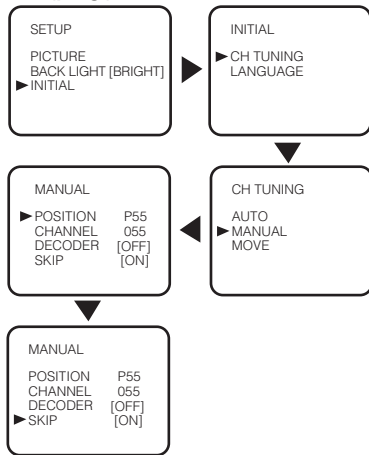 SETUP
PICTURE
BACK LIGHT [BRIGHT]
INITIAL
INITIAL
CH TUNING
LANGUAGE
CH TUNING
AUTO
MANUAL
MOVE
MANUAL
POSITION P55
CHANNEL 055
DECODER [OFF]
SKIP [ON]
MANUAL
POSITION P55
CHANNEL 055
DECODER [OFF]
SKIP [ON]